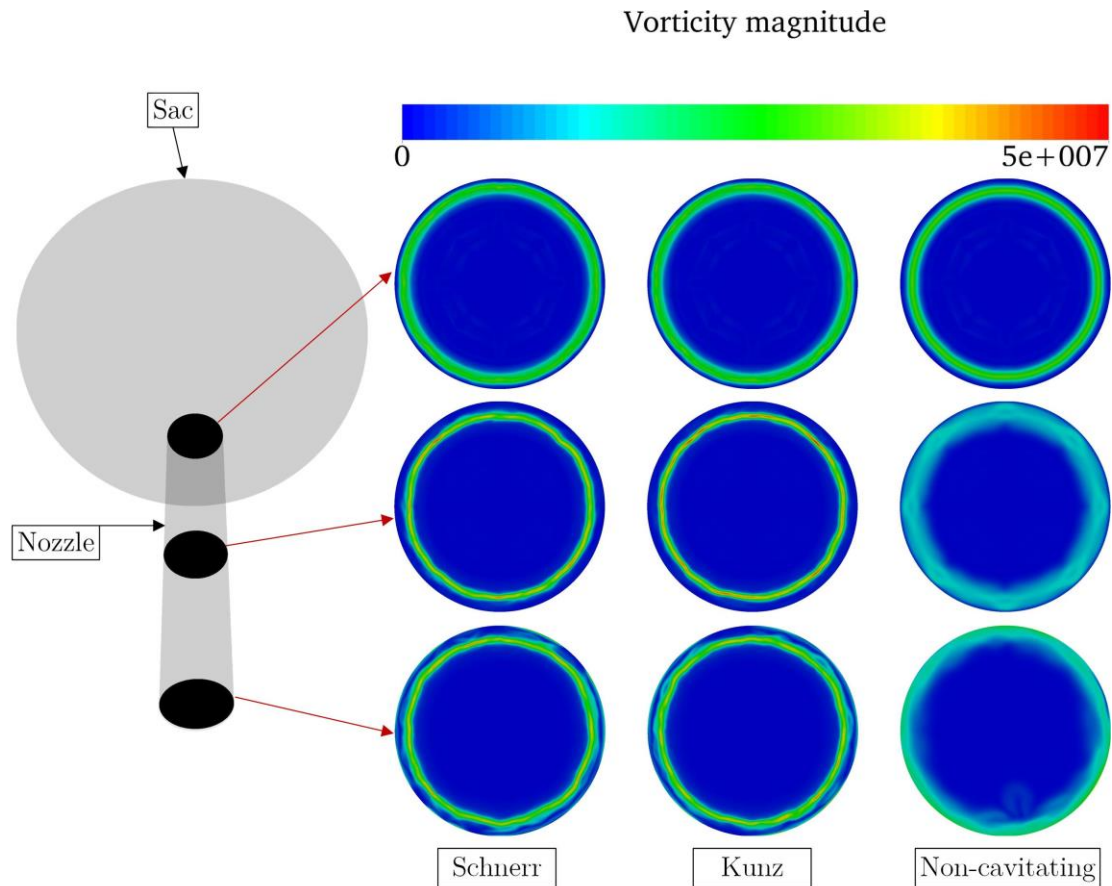 Vorticity magnitude
Sac
0
5e+007
Nozzle
Schnerr
Kunz
Non-cavitating